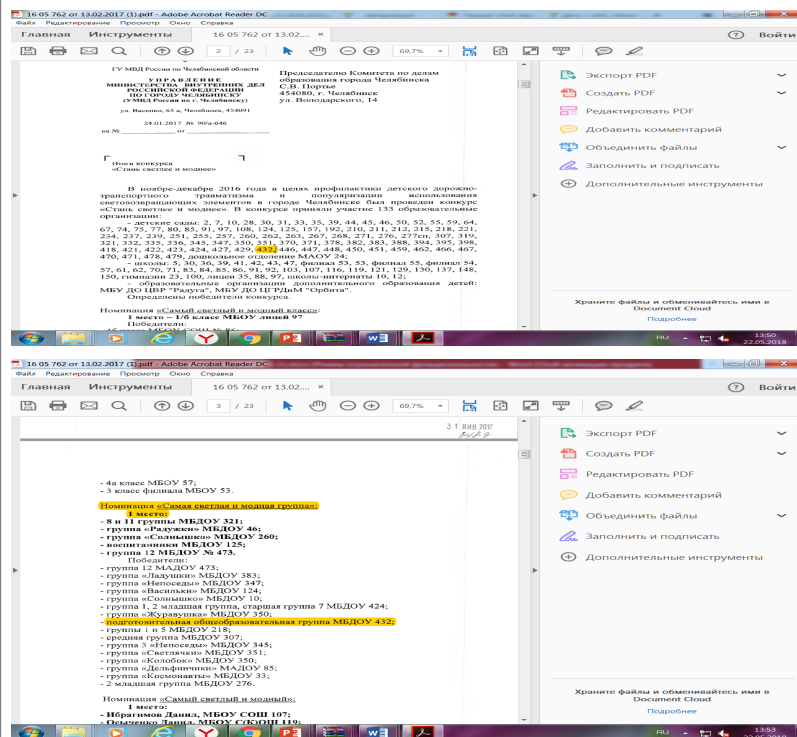 16 05 762 от 13.02.2017 (1).pdf - Adobe Acrobat Reader DC
Файл Редактирование Просмотр Окно Справка
Главная Инструменты 16 05 762 от 13.02.... × Войти
2 / 23 69,7%
ГУ МВД России по Челябинской области
УПРАВЛЕНИЕ
МИНИСТЕРСТВА ВНУТРЕННИХ ДЕЛ
РОССИЙСКОЙ ФЕДЕРАЦИИ
ПО ГОРОДУ ЧЕЛЯБИНСКУ
(УМВД России по г. Челябинску)
ул. Васенко, 63 а, Челябинск, 454091
24.01.2017 № 90/а-646
на № от
Председателю Комитета по делам
образования города Челябинска
С.В. Портье
454080, г. Челябинск
ул. Володарского, 14
Итоги конкурса
«Стань светлее и моднее»
В ноябре-декабре 2016 года в целях профилактики детского дорожно-
транспортного травматизма и популяризации использования
световозвращающих элементов в городе Челябинске был проведен конкурс
«Стань светлее и моднее». В конкурсе приняли участие 133 образовательные
организации:
- детские сады: 2, 7, 10, 28, 30, 31, 33, 35, 39, 44, 45, 46, 50, 52, 55, 59, 64,
67, 74, 75, 77, 80, 85, 91, 97, 108, 124, 125, 157, 192, 210, 211, 212, 215, 218, 221,
234, 237, 239, 251, 255, 257, 260, 262, 263, 267, 268, 271, 276, 277сп, 307, 319,
321, 332, 335, 336, 345, 347, 350, 351, 370, 371, 378, 382, 383, 388, 394, 395, 398,
418, 421, 422, 423, 424, 427, 429, 432, 446, 447, 448, 450, 451, 459, 462, 466, 467,
470, 471, 478, 479, дошкольное отделение МАОУ 24;
- школы: 5, 30, 36, 39, 41, 42, 43, 47, филиал 53, 53, филиал 55, филиал 54,
57, 61, 62, 70, 71, 83, 84, 85, 86, 91, 92, 103, 107, 116, 119, 121, 129, 130, 137, 148,
150, гимназии 23, 100, лицеи 35, 88, 97, школы-интернаты 10, 12;
- образовательные организации дополнительного образования детей:
МБУ ДО ЦВР "Радуга", МБУ ДО ЦГРДиМ "Орбита".
Определены победители конкурса.
Номинация «Самый светлый и модный класс»:
1 место – 1б класс МБОУ лицей 97
Победители:
Экспорт PDF
Создать PDF
Редактировать PDF
Добавить комментарий
Объединить файлы
Заполнить и подписать
Дополнительные инструменты
Храните файлы и обменивайтесь ими в
Document Cloud
Подробнее
RU 13:50
22.05.2018
16 05 762 от 13.02.2017 (1).pdf - Adobe Acrobat Reader DC
Файл Редактирование Просмотр Окно Справка
Главная Инструменты 16 05 762 от 13.02.... × Войти
3 / 23 69,7%
31 ЯНВ 2017
- 4а класс МБОУ 57;
- 3 класс филиала МБОУ 53.
Номинация «Самая светлая и модная группа»:
1 место:
- 8 и 11 группы МБДОУ 321;
- группа «Радужки» МБДОУ 46;
- группа «Солнышко» МБДОУ 260;
- воспитанники МБДОУ 125;
- группа 12 МБДОУ № 473.
Победители:
- группа 12 МАДОУ 473;
- группа «Ладушки» МБДОУ 383;
- группа «Непоседы» МБДОУ 347;
- группа «Васильки» МБДОУ 124;
- группа «Солнышко» МБДОУ 10;
- группа 1, 2 младшая группа, старшая группа 7 МБДОУ 424;
- группа «Журавушка» МБДОУ 350;
- подготовительная общеобразовательная группа МБДОУ 432;
- группы 1 и 5 МБДОУ 218;
- средняя группа МБДОУ 307;
- группа 3 «Непоседы» МБДОУ 345;
- группа «Светлячки» МБДОУ 351;
- группа «Колобок» МБДОУ 350;
- группа «Дельфинчики» МАДОУ 85;
- группа «Космонавты» МБДОУ 33;
- 2 младшая группа МБДОУ 276.
Номинация «Самый светлый и модный»:
1 место:
- Ибрагимов Данил, МБОУ СОШ 107;
- Осыченко Данил, МБОУ С(К)ОШ 119;
Экспорт PDF
Создать PDF
Редактировать PDF
Добавить комментарий
Объединить файлы
Заполнить и подписать
Дополнительные инструменты
Храните файлы и обменивайтесь ими в
Document Cloud
Подробнее
RU 13:53